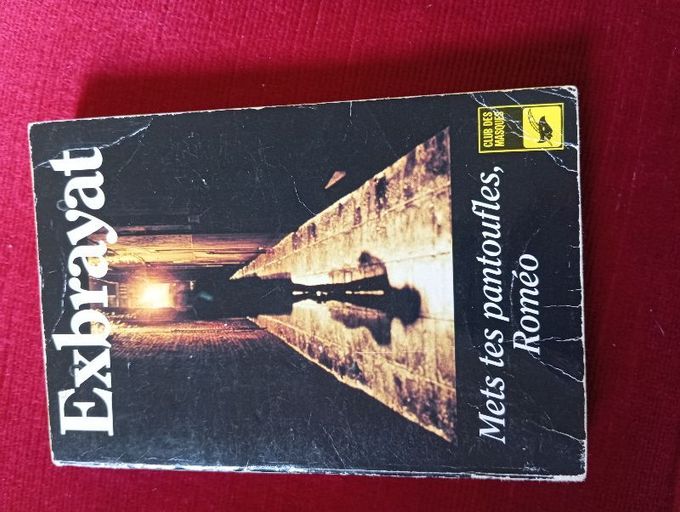 Exbrayat
CLUB DES
MASQUES
Mets tes pantoufles,
Roméo